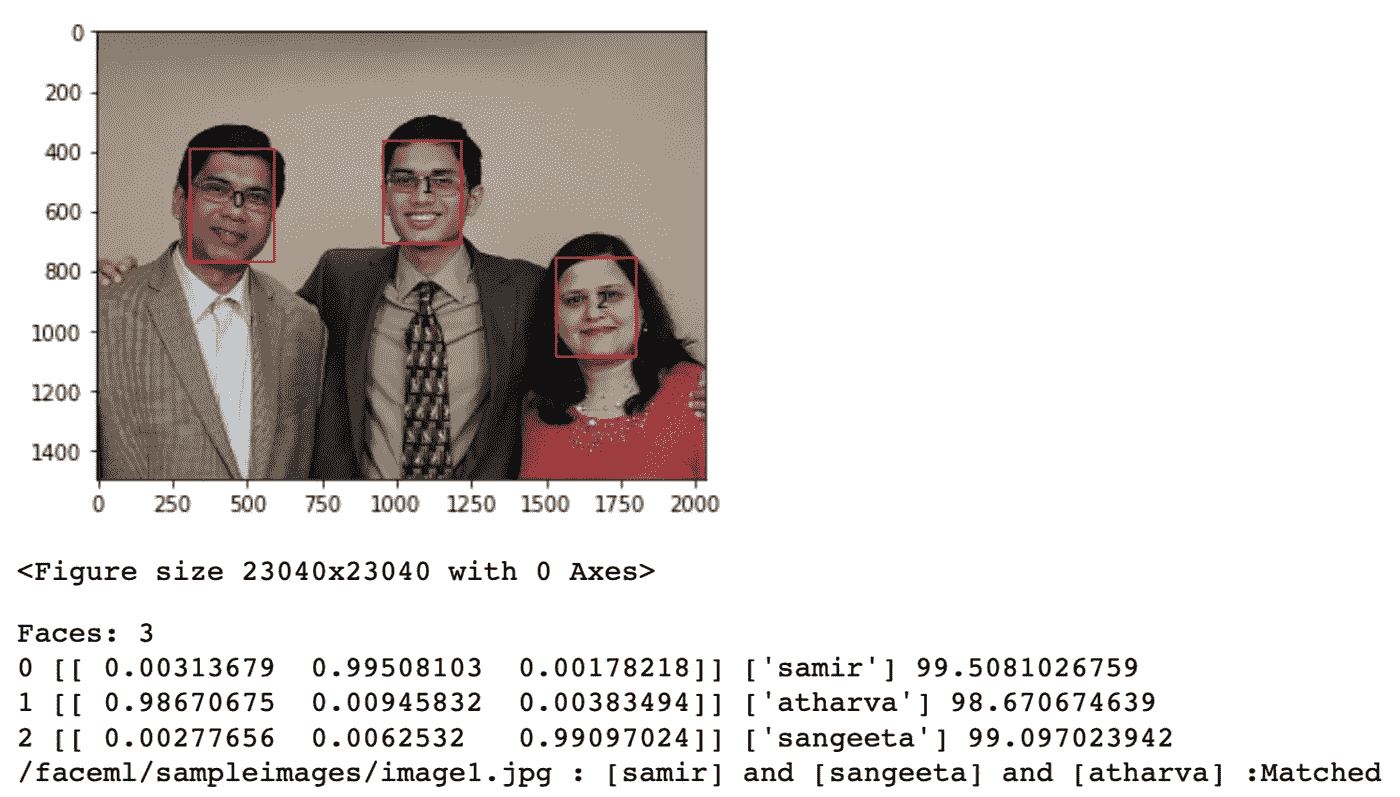 0
200
400
600
800
1000
1200
1400
0
1
2
0 250 500 750 1000 1250 1500 1750 2000
<Figure size 23040x23040 with 0 Axes>
Faces: 3
0 [[ 0.00313679 0.99508103 0.00178218]] ['samir'] 99.5081026759
1 [[ 0.98670675 0.00945832 0.00383494]] ['atharva'] 98.670674639
2 [[ 0.00277656 0.0062532 0.99097024]] ['sangeeta'] 99.097023942
/faceml/sampleimages/image1.jpg : [samir] and [sangeeta] and [atharva] :Matched